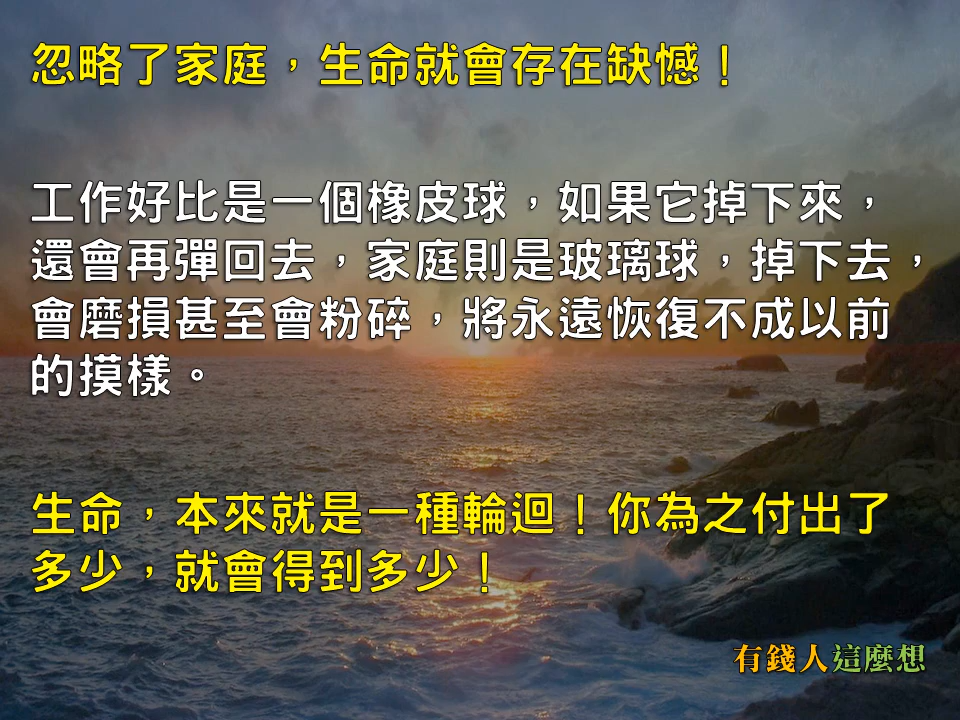 忽略了家庭，生命就會存在缺憾！
工作好比是一個橡皮球，如果它掉下來，
還會再彈回去，家庭則是玻璃球，掉下去，
會磨損甚至會粉碎，將永遠恢復不成以前
的摸樣。
生命，本來就是一種輪迴！你為之付出了
多少，就會得到多少！
有錢人這麼想